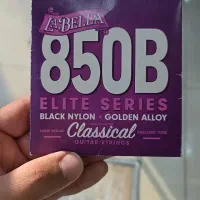 LA BELLA
850B
ELITE SERIES
BLACK NYLON • GOLDEN ALLOY
Classical
GUITAR STRINGS